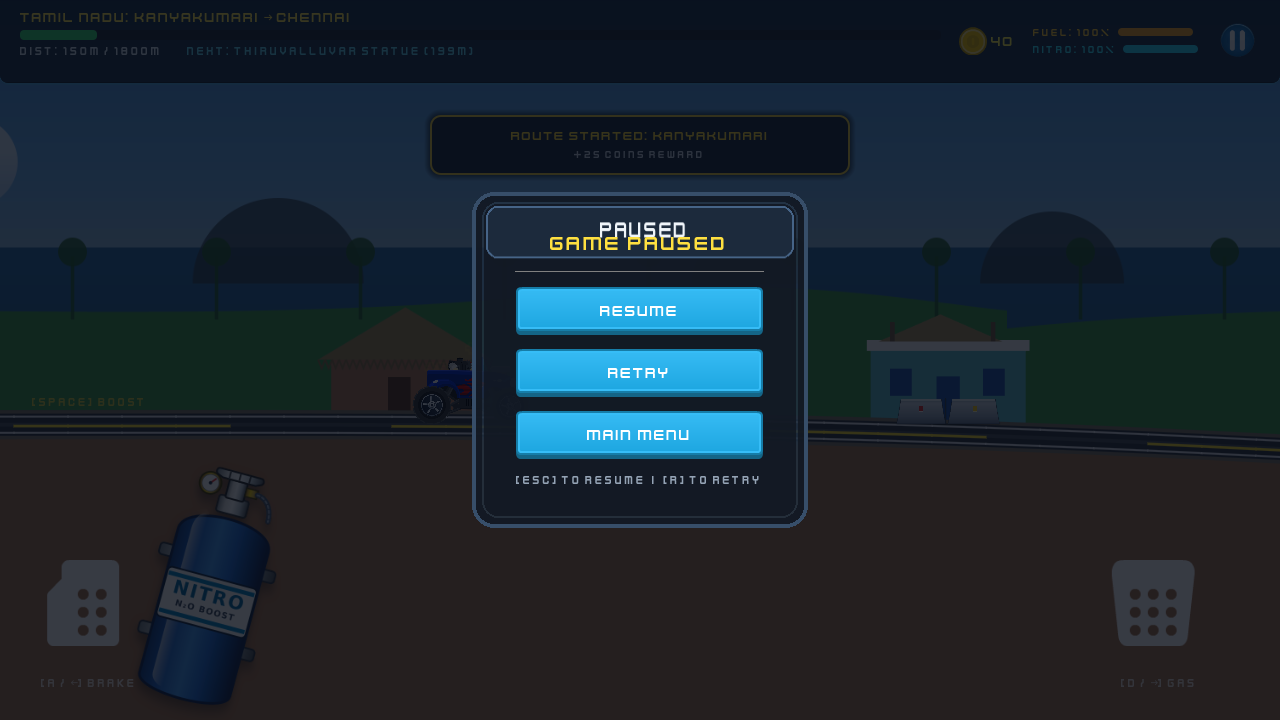 TAMIL NADU: KANYAKUMARI → CHENNAI
DIST: 150M / 1800M
NEXT: THIRUVALLUVAR STATUE (199M)
40
FUEL: 100%
NITRO: 100%
ROUTE STARTED: KANYAKUMARI
+25 COINS REWARD
PAUSED
GAME PAUSED
RESUME
RETRY
MAIN MENU
[ESC] TO RESUME | [R] TO RETRY
[SPACE] BOOST
NITRO
N₂O BOOST
[A / ←] BRAKE
[D / →] GAS